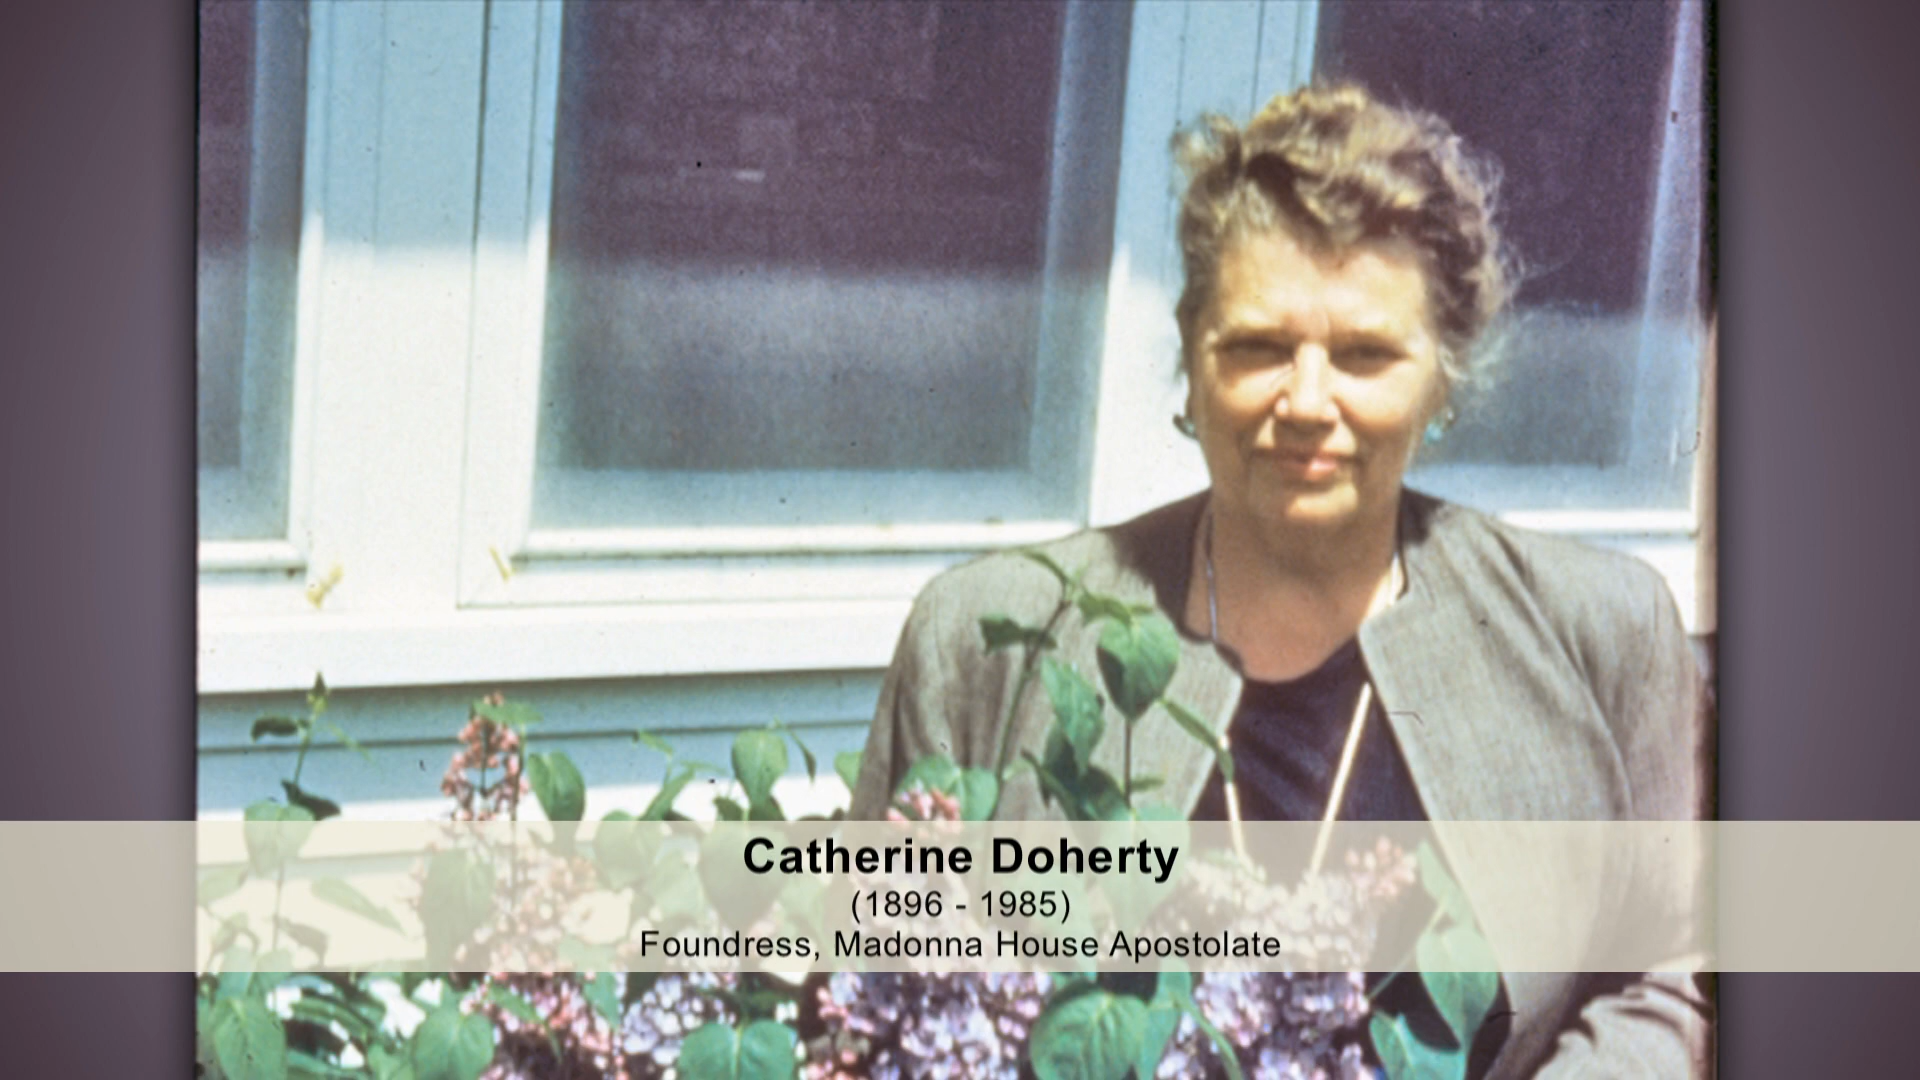 Catherine Doherty
(1896 - 1985)
Foundress, Madonna House Apostolate